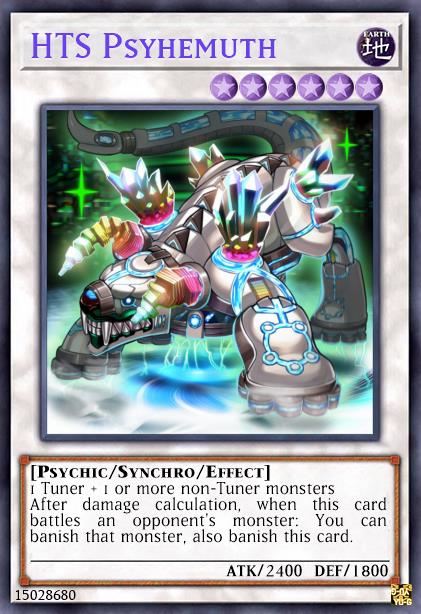 HTS Psyhemuth
EARTH
地
[Psychic/Synchro/Effect]
1 Tuner + 1 or more non-Tuner monsters
After damage calculation, when this card
battles an opponent's monster: You can
banish that monster, also banish this card.
ATK/2400 DEF/1800
15028680